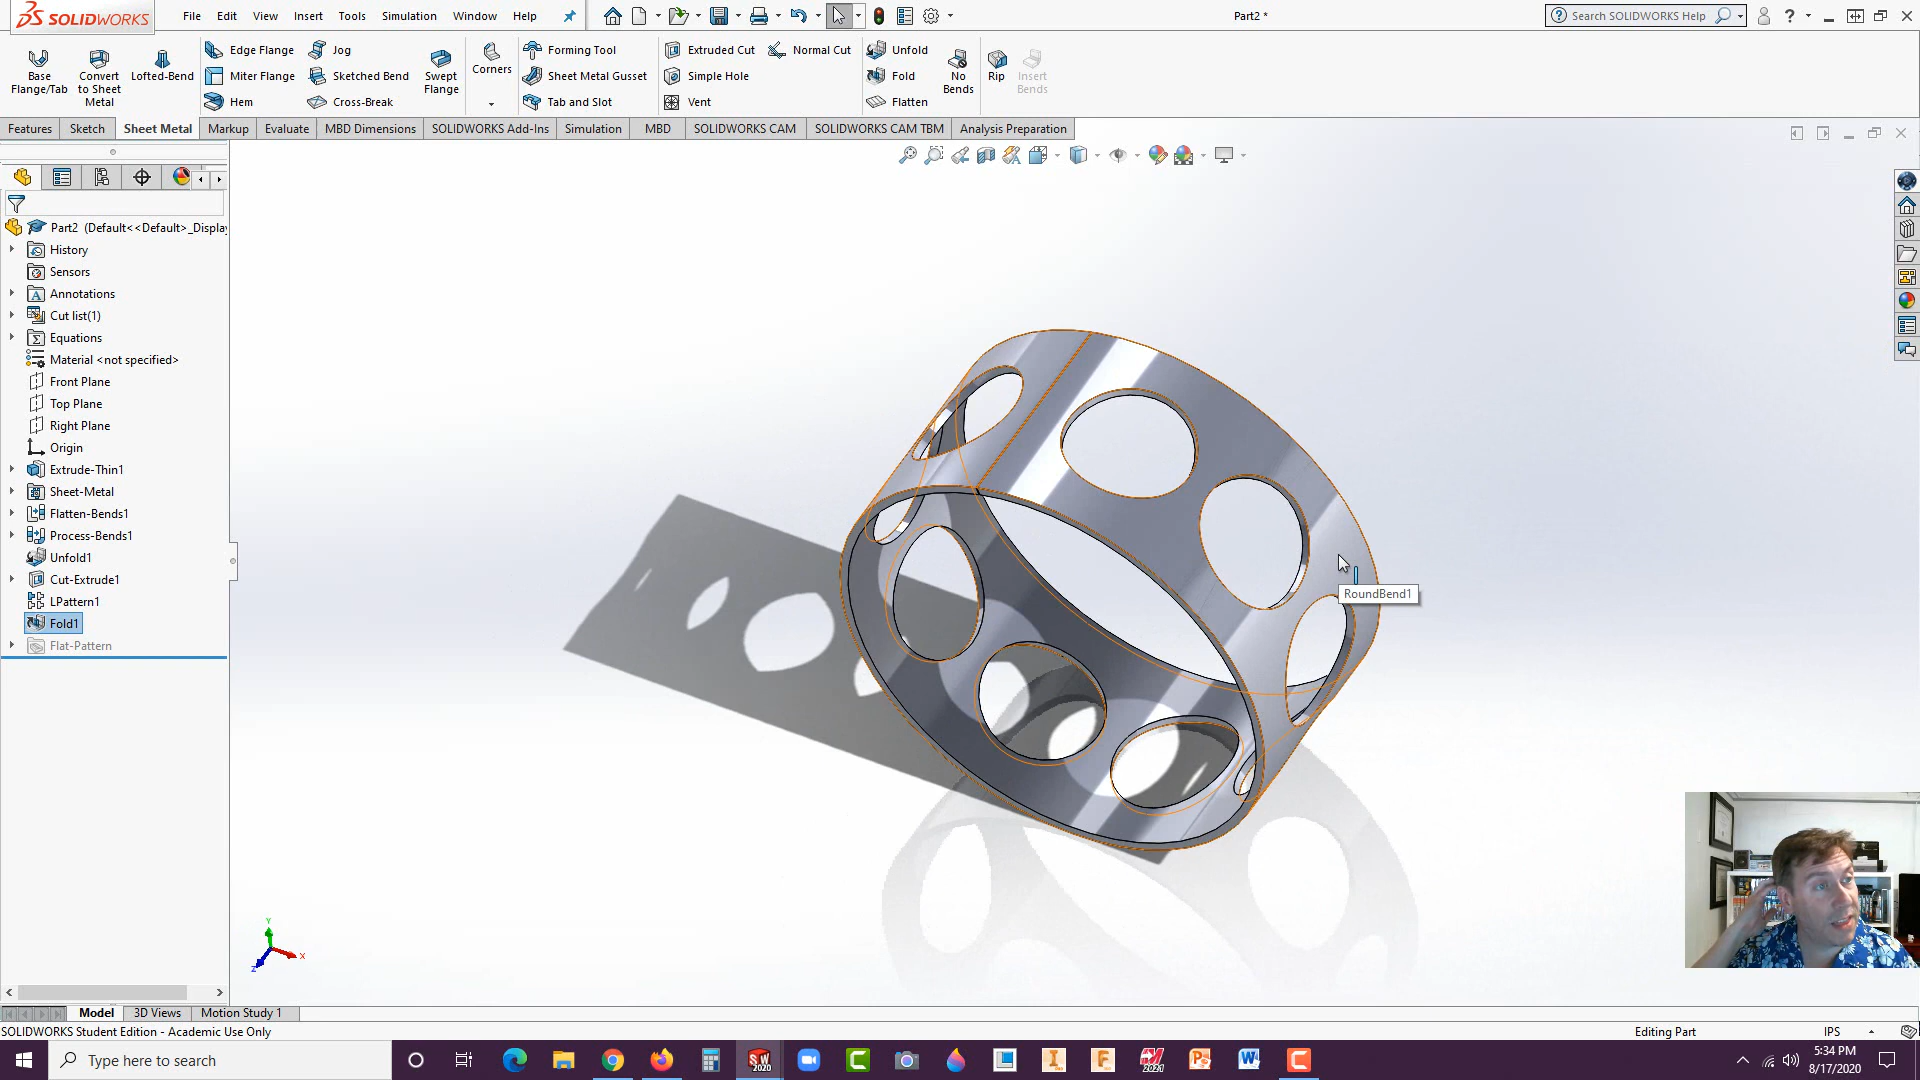 SOLIDWORKS
File Edit View Insert Tools Simulation Window Help
Part2 *
Search SOLIDWORKS Help
Base Flange/Tab
Convert to Sheet Metal
Lofted-Bend
Edge Flange
Miter Flange
Hem
Jog
Sketched Bend
Cross-Break
Swept Flange
Corners
Forming Tool
Sheet Metal Gusset
Tab and Slot
Extruded Cut
Simple Hole
Vent
Normal Cut
Unfold
Fold
Flatten
No Bends
Rip
Insert Bends
Features Sketch Sheet Metal Markup Evaluate MBD Dimensions SOLIDWORKS Add-Ins Simulation MBD SOLIDWORKS CAM SOLIDWORKS CAM TBM Analysis Preparation
Part2 (Default<<Default>_Display
History
Sensors
Annotations
Cut list(1)
Equations
Material <not specified>
Front Plane
Top Plane
Right Plane
Origin
Extrude-Thin1
Sheet-Metal
Flatten-Bends1
Process-Bends1
Unfold1
Cut-Extrude1
LPattern1
Fold1
Flat-Pattern
RoundBend1
Y
X
Z
Model 3D Views Motion Study 1
SOLIDWORKS Student Edition - Academic Use Only
Editing Part
IPS
Type here to search
SW 2020
2021
5:34 PM
8/17/2020